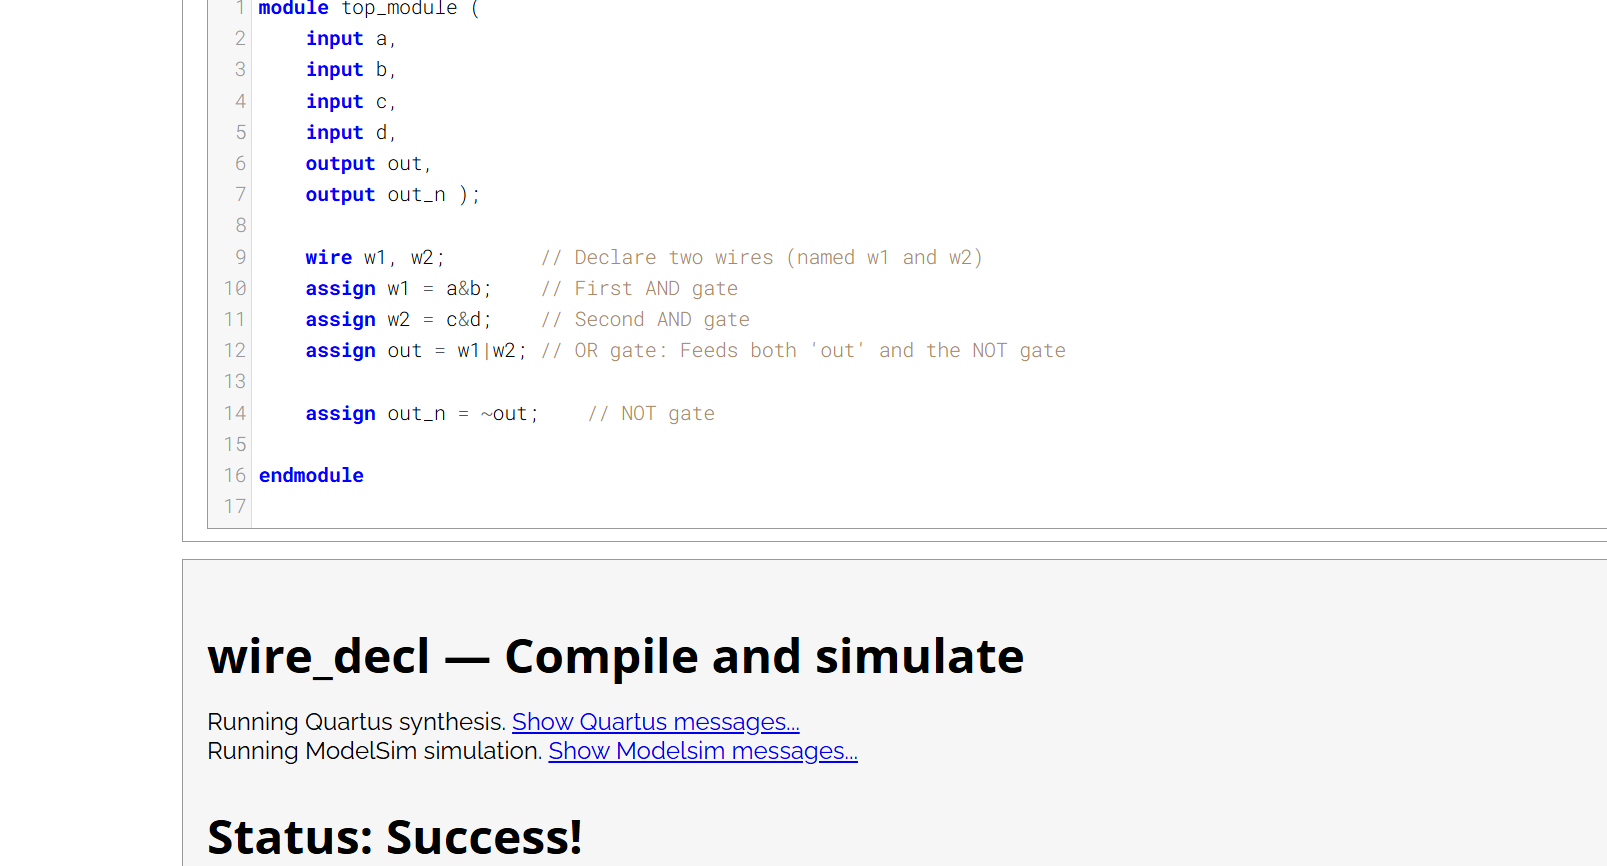 1 module top_module (
2     input a,
3     input b,
4     input c,
5     input d,
6     output out,
7     output out_n );
8
9     wire w1, w2;        // Declare two wires (named w1 and w2)
10     assign w1 = a&b;    // First AND gate
11     assign w2 = c&d;    // Second AND gate
12     assign out = w1|w2; // OR gate: Feeds both 'out' and the NOT gate
13
14     assign out_n = ~out;    // NOT gate
15
16 endmodule
17
wire_decl — Compile and simulate
Running Quartus synthesis. Show Quartus messages...
Running ModelSim simulation. Show Modelsim messages...
Status: Success!